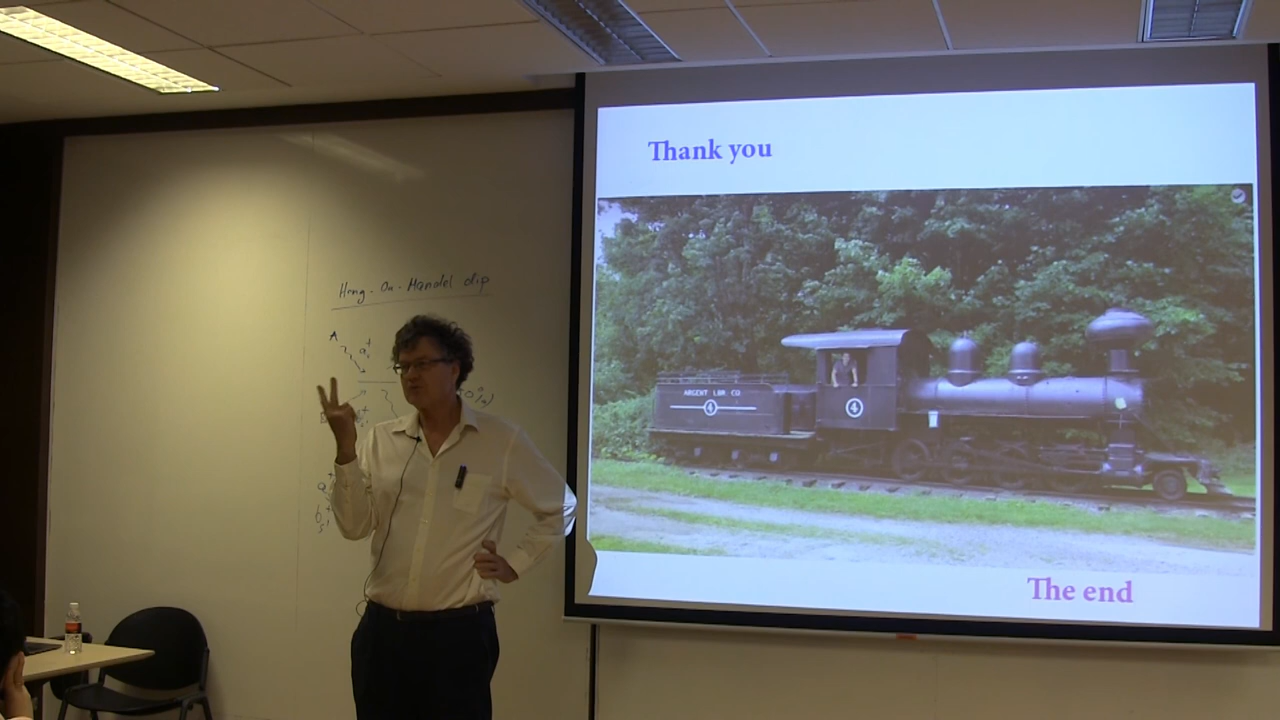 Thank you
ARGENT LBR CO
4
4
The end
Hong-Ou-Mandel dip
A